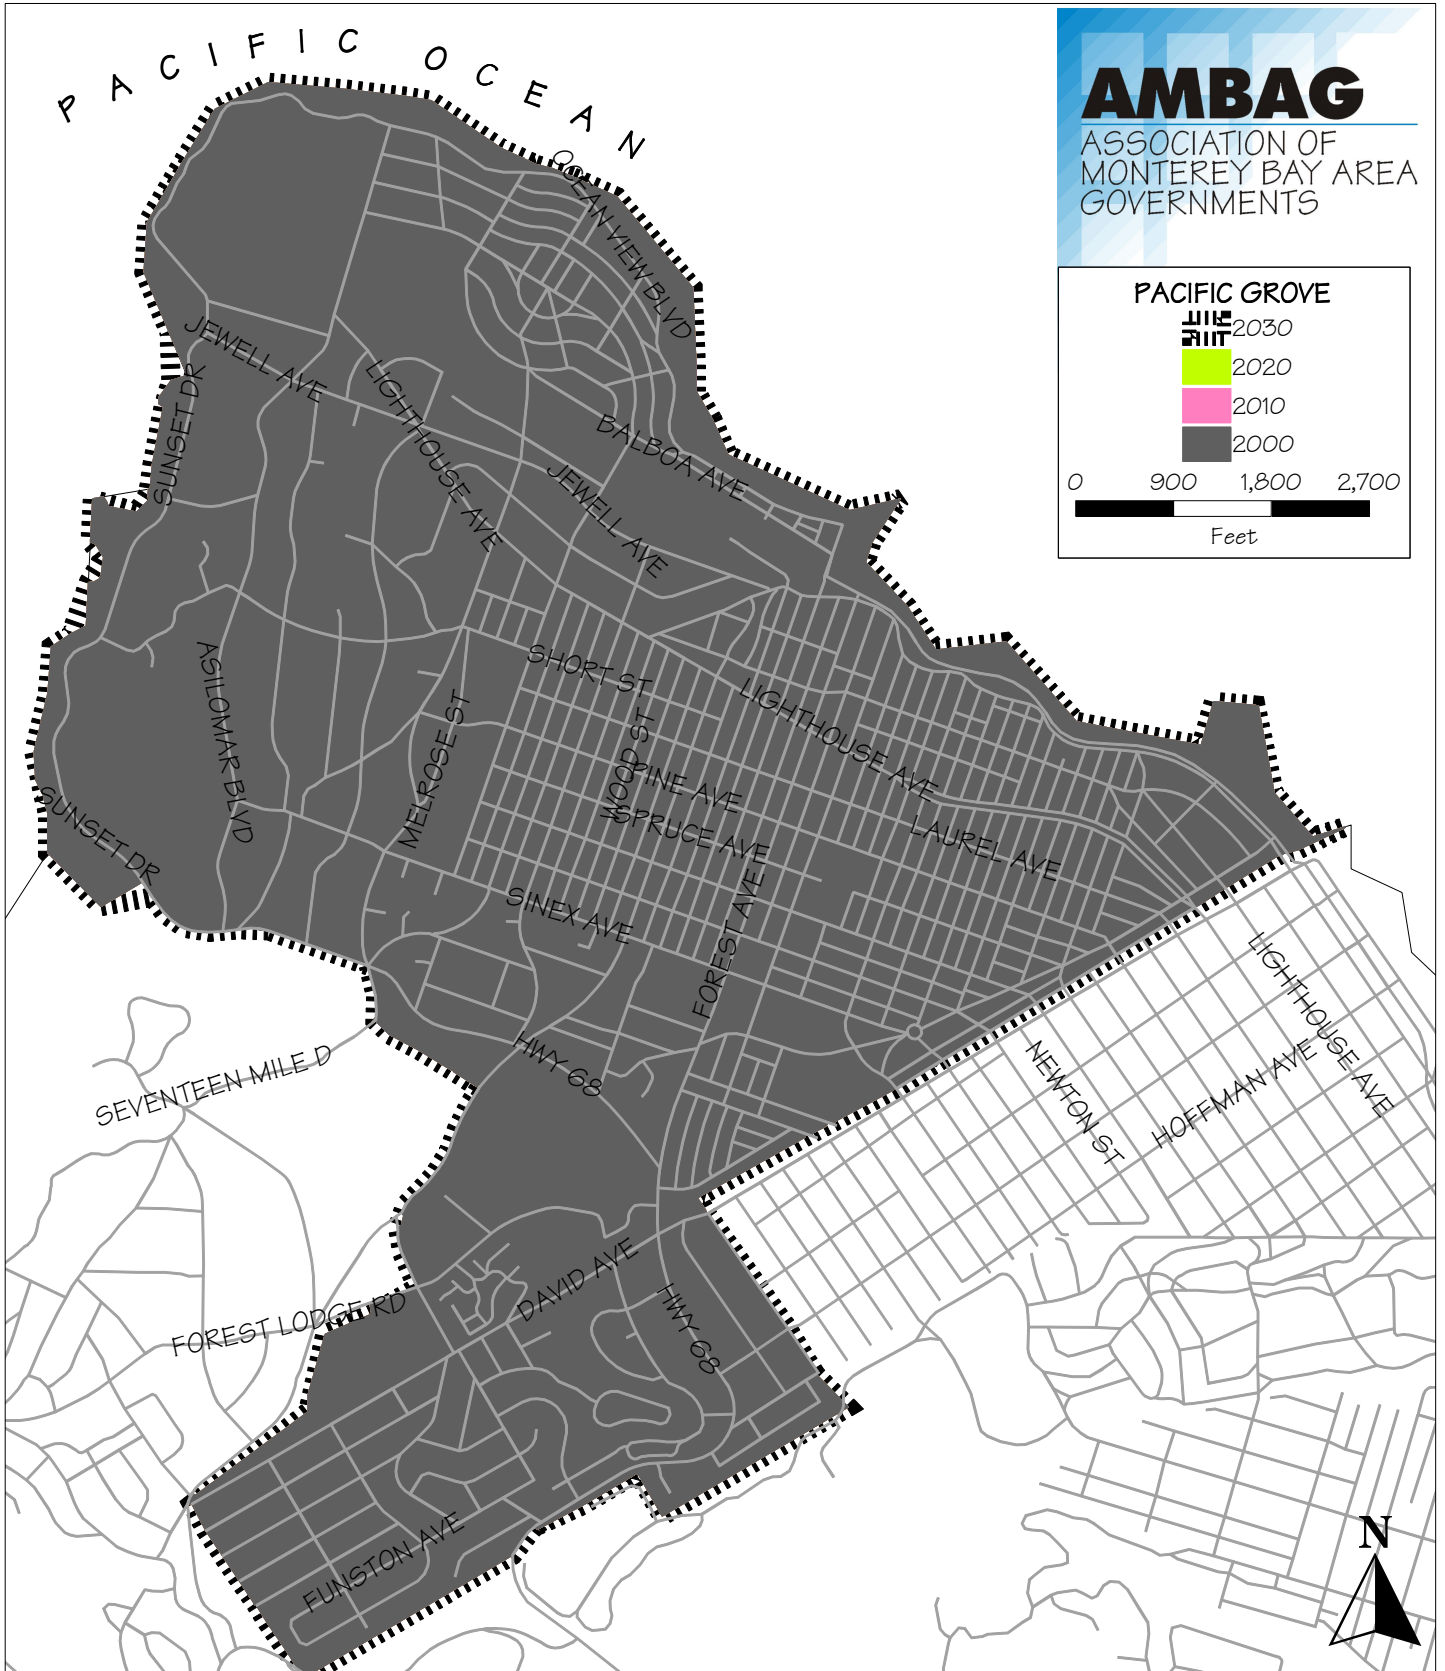 PACIFIC OCEAN
AMBAG
ASSOCIATION OF
MONTEREY BAY AREA
GOVERNMENTS
PACIFIC GROVE
2030
2020
2010
2000
0 900 1,800 2,700
Feet
OCEAN VIEW BLVD
JEWELL AVE
SUNSET DR
LIGHTHOUSE AVE
BALBOA AVE
JEWELL AVE
ASILOMAR BLVD
SHORT ST
MELROSE ST
WOOD ST
LIGHTHOUSE AVE
PINE AVE
SPRUCE AVE
LAUREL AVE
SUNSET DR
SINEX AVE
FOREST AVE
LIGHTHOUSE AVE
HWY 68
SEVENTEEN MILE D
NEWTON ST
HOFFMAN AVE
DAVID AVE
FOREST LODGE RD
HWY 68
FUNSTON AVE
N